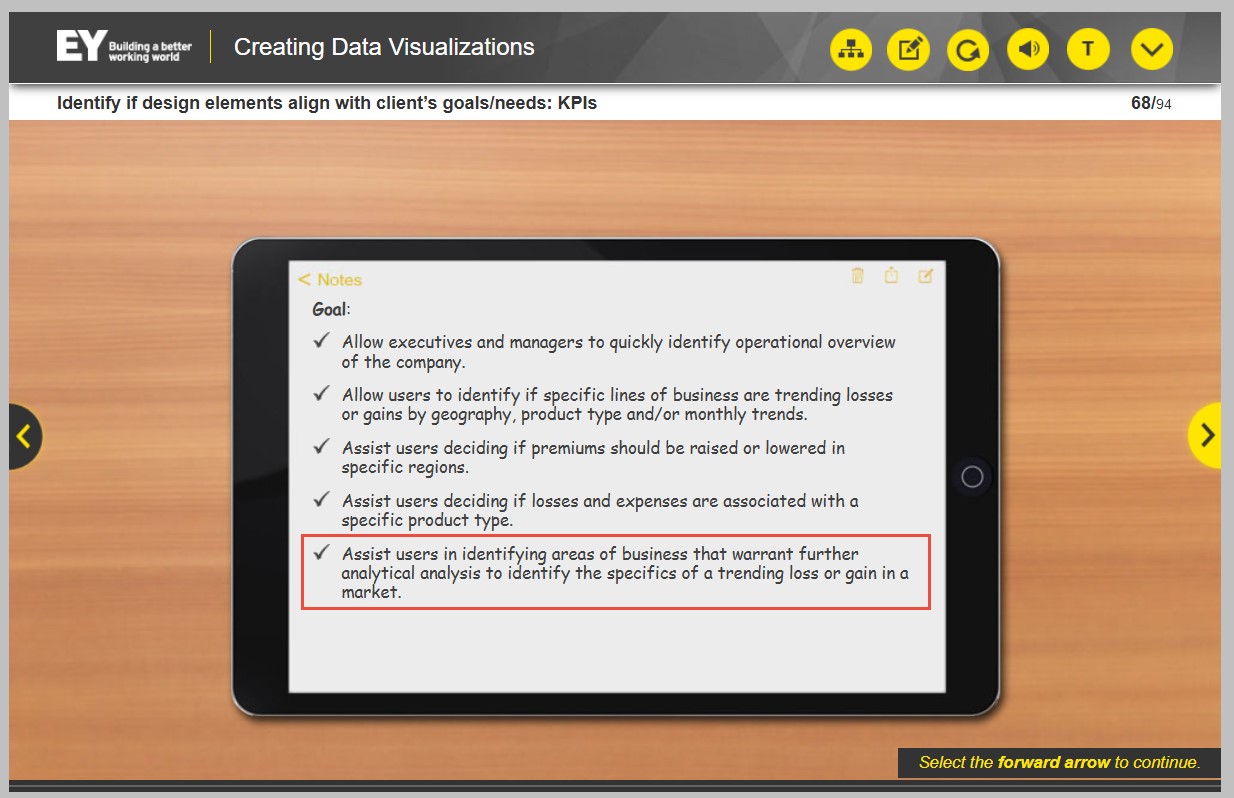 EY Building a better
working world
Creating Data Visualizations
T
Identify if design elements align with client's goals/needs: KPIs
68/94
< Notes
Goal:
✓ Allow executives and managers to quickly identify operational overview
of the company.
✓ Allow users to identify if specific lines of business are trending losses
or gains by geography, product type and/or monthly trends.
✓ Assist users deciding if premiums should be raised or lowered in
specific regions.
✓ Assist users deciding if losses and expenses are associated with a
specific product type.
✓ Assist users in identifying areas of business that warrant further
analytical analysis to identify the specifics of a trending loss or gain in a
market.
Select the forward arrow to continue.